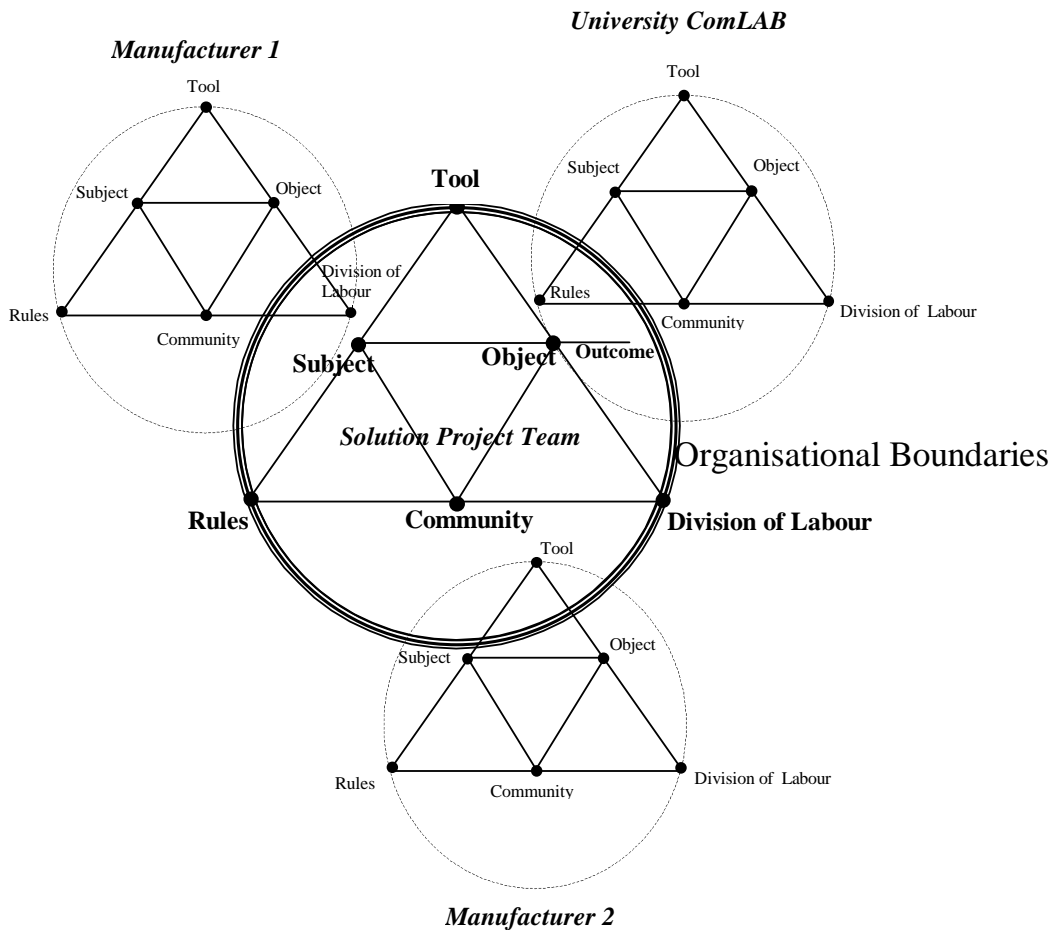 University ComLAB
Manufacturer 1
Tool
Tool
Subject
Object
Subject
Object
Tool
Division of
Labour
Rules
Rules
Community
Community
Division of Labour
Subject
Object
Outcome
Solution Project Team
Organisational Boundaries
Rules
Community
Division of Labour
Tool
Subject
Object
Rules
Community
Division of Labour
Manufacturer 2